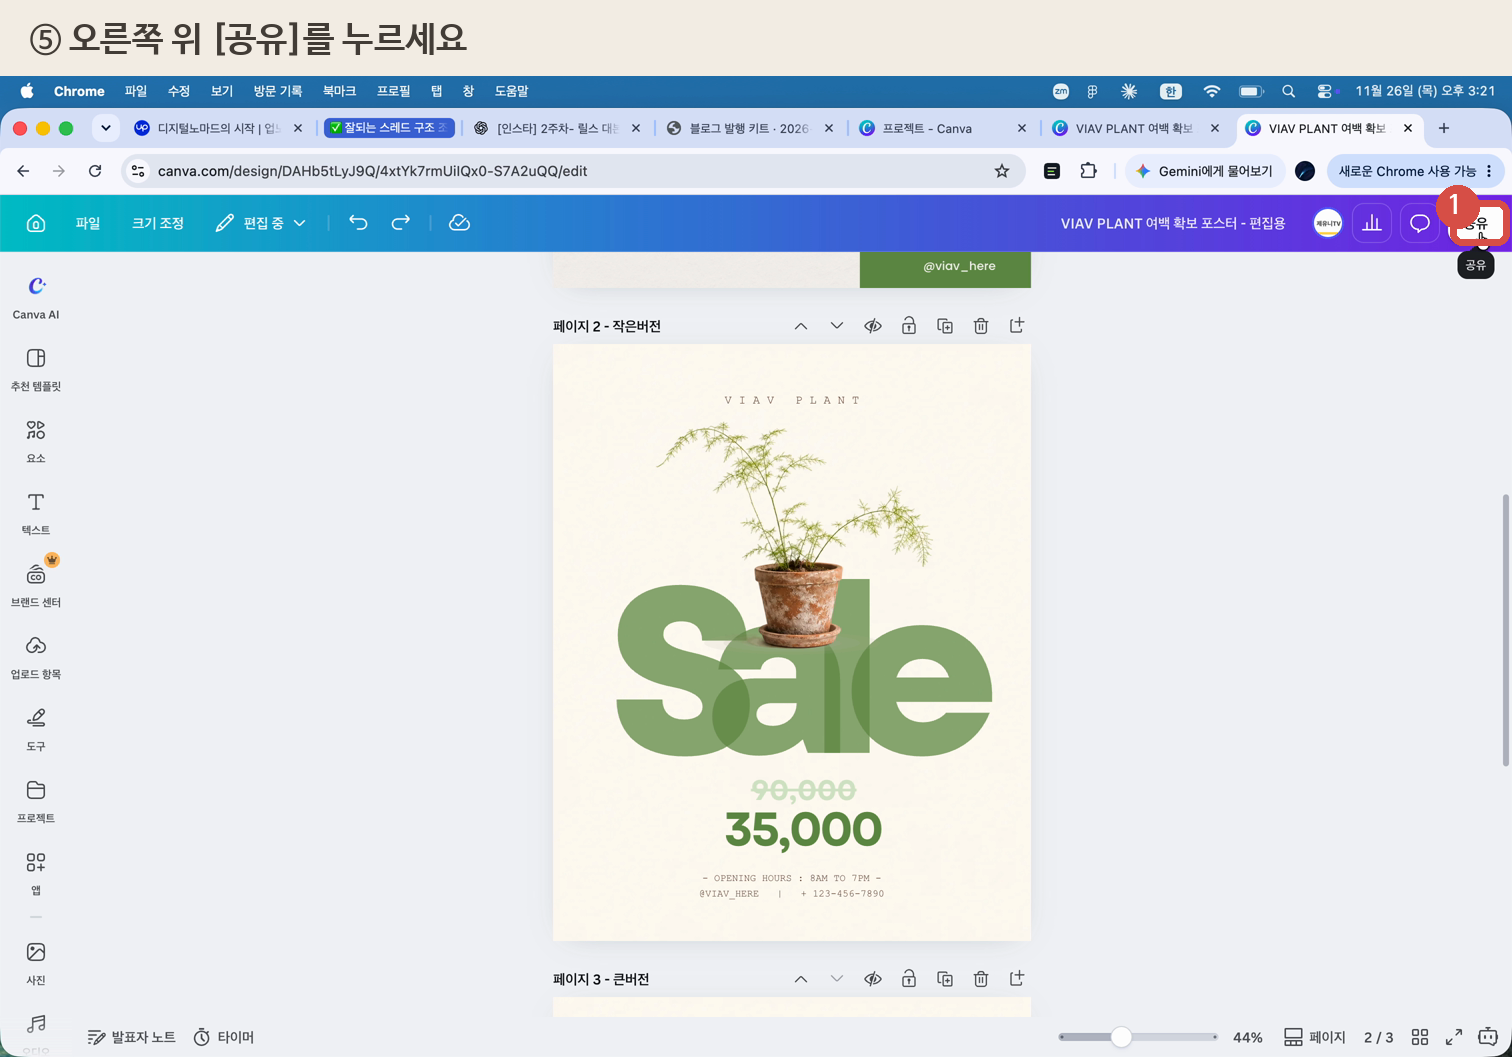 ⑤ 오른쪽 위 [공유]를 누르세요
Chrome 파일 수정 보기 방문 기록 북마크 프로필 탭 창 도움말
zm 한 11월 26일 (목) 오후 3:21
디지털노마드의 시작 | 업
✅잘되는 스레드 구조
[인스타] 2주차- 릴스 대
블로그 발행 키트 · 2026
프로젝트 - Canva
VIAV PLANT 여백 확보
VIAV PLANT 여백 확보
canva.com/design/DAHb5tLyJ9Q/4xtYk7rmUilQx0-S7A2uQQ/edit
Gemini에게 물어보기
새로운 Chrome 사용 가능
파일 크기 조정 편집 중
VIAV PLANT 여백 확보 포스터 - 편집용
제유니TV
1
공유
Canva AI
추천 템플릿
요소
텍스트
브랜드 센터
업로드 항목
도구
프로젝트
앱
사진
오디오
@viav_here
페이지 2 - 작은버전
VIAV PLANT
Sale
90,000
35,000
- OPENING HOURS : 8AM TO 7PM -
@VIAV_HERE | + 123-456-7890
페이지 3 - 큰버전
발표자 노트 타이머
44% 페이지 2 / 3